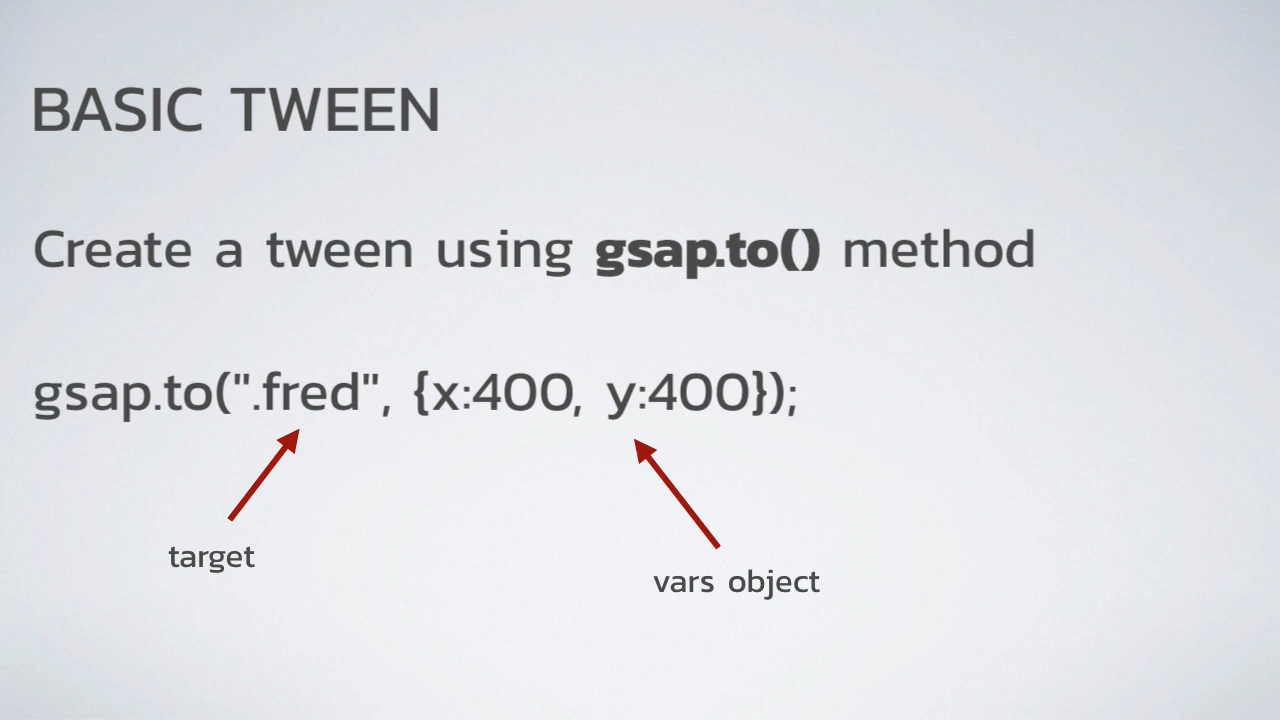 BASIC TWEEN
Create a tween using gsap.to() method
gsap.to(".fred", {x:400, y:400});
target
vars object